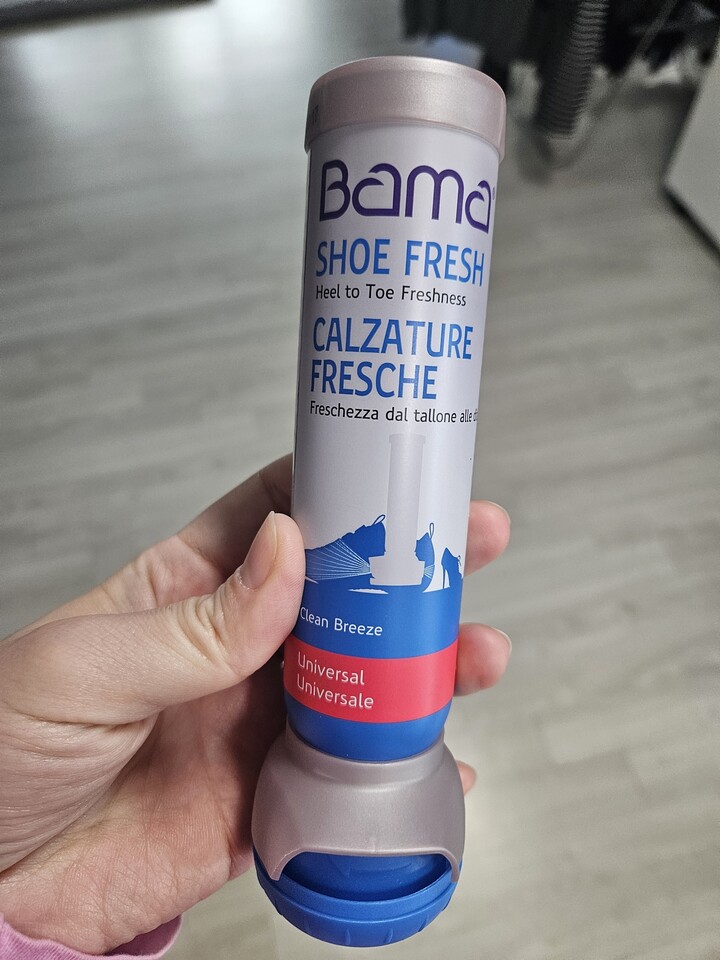 Bama
SHOE FRESH
Heel to Toe Freshness
CALZATURE
FRESCHE
Freschezza dal tallone alle
Clean Breeze
Universal
Universale